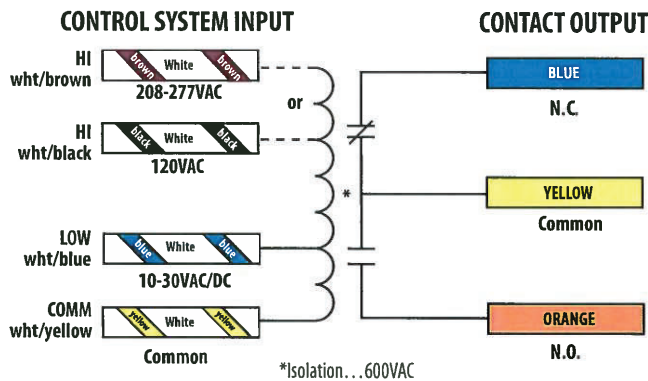 CONTROL SYSTEM INPUT
CONTACT OUTPUT
HI
wht/brown
brown White brown
208-277VAC
or
HI
wht/black
black White black
120VAC
LOW
wht/blue
blue White blue
10-30VAC/DC
COMM
wht/yellow
yellow White yellow
Common
*
BLUE
N.C.
YELLOW
Common
ORANGE
N.O.
*Isolation...600VAC